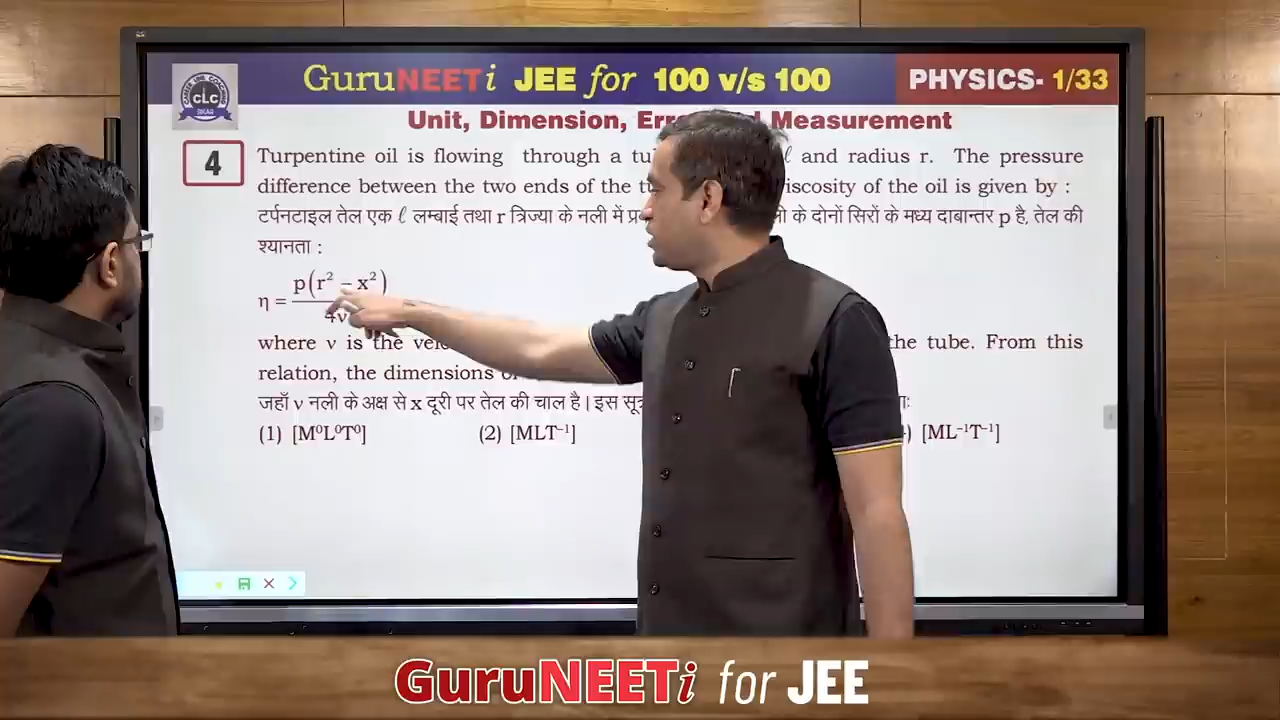 GuruNEETi JEE for 100 v/s 100
PHYSICS- 1/33
CLC
SIKAR
Unit, Dimension, Measurement
4
Turpentine oil is flowing through a ℓ and radius r. The pressure
difference between the two ends of the iscosity of the oil is given by :
टर्पनटाइल तेल एक ℓ लम्बाई तथा r त्रिज्या के नली में के दोनों सिरों के मध्य दाबान्तर p है, तेल की
श्यानता :
η = p(r² – x²)
4v
where v is the the tube. From this
relation, the dimensions
जहाँ v नली के अक्ष से x दूरी पर तेल की चाल है। इस
(1) [M⁰L⁰T⁰] (2) [MLT⁻¹] ) [ML⁻¹T⁻¹]
GuruNEETi for JEE